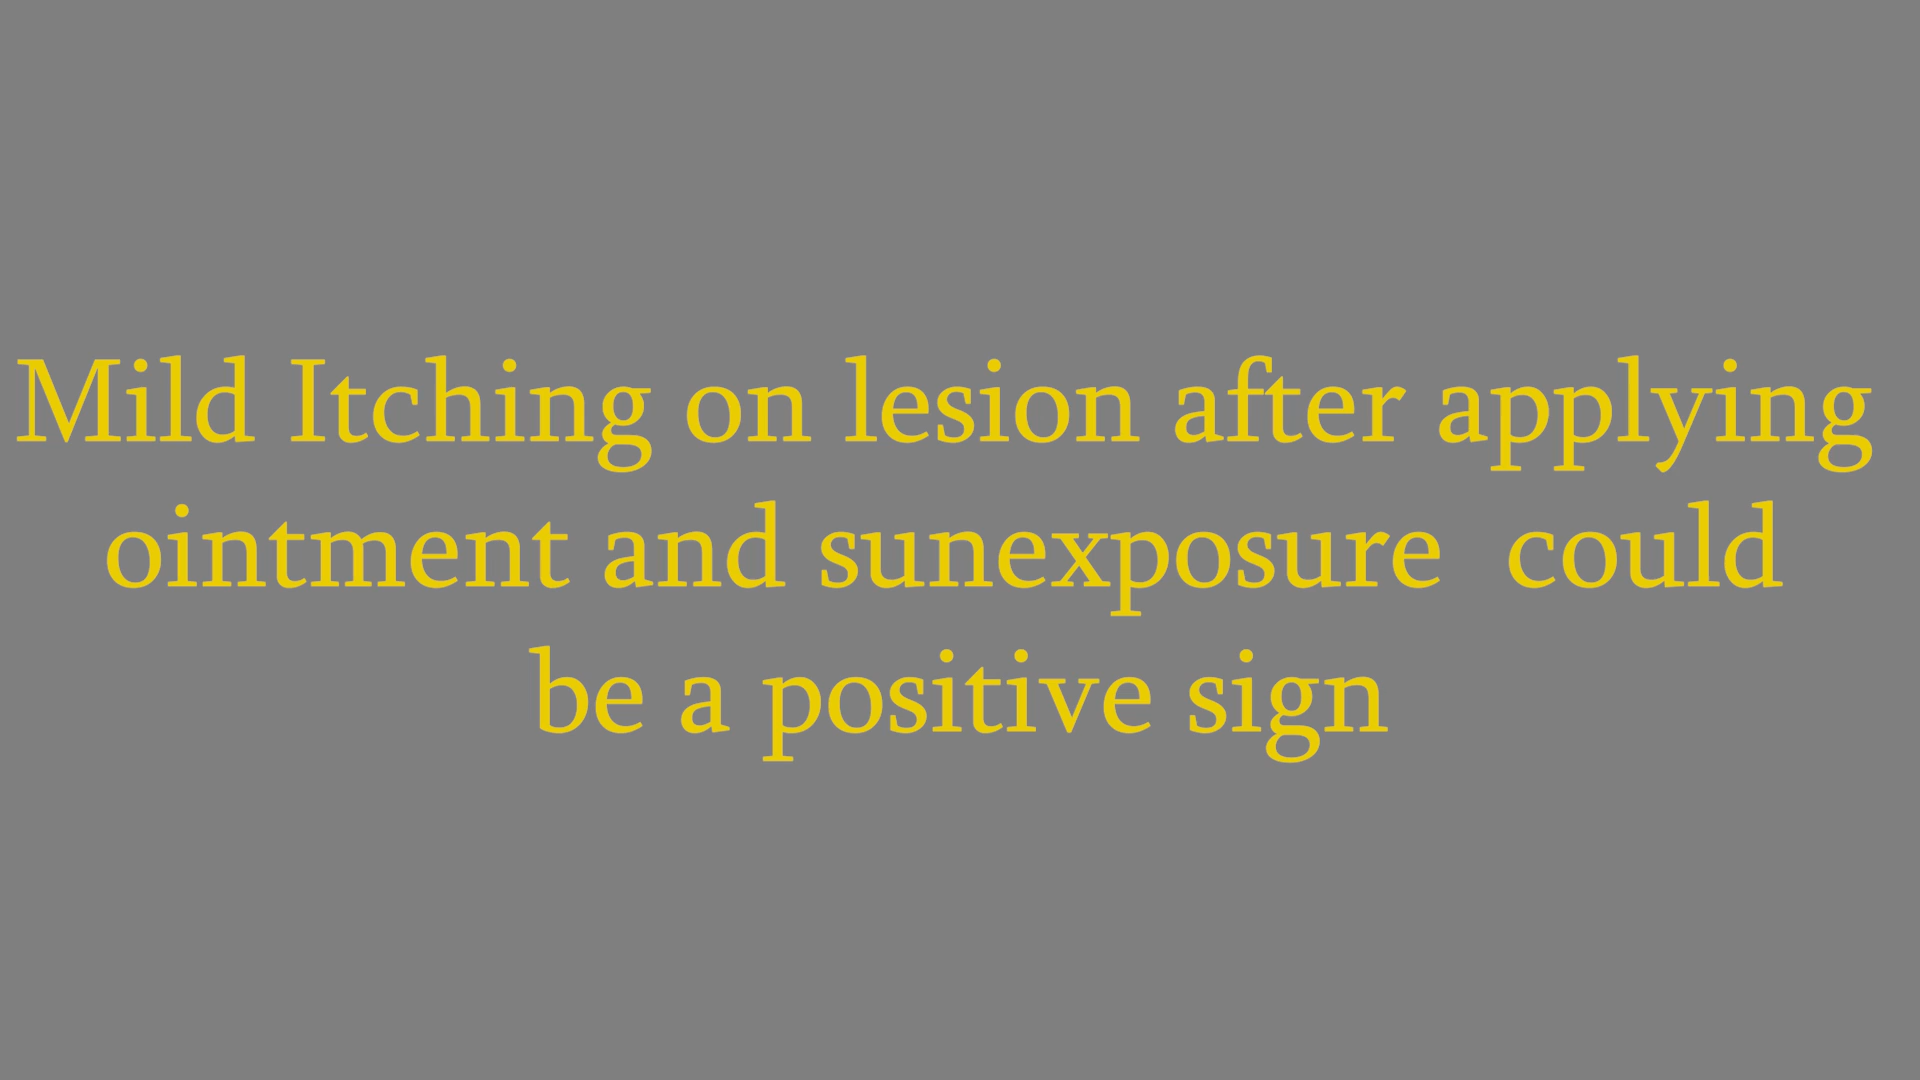 Mild Itching on lesion after applying
ointment and sunexposure  could
be a positive sign